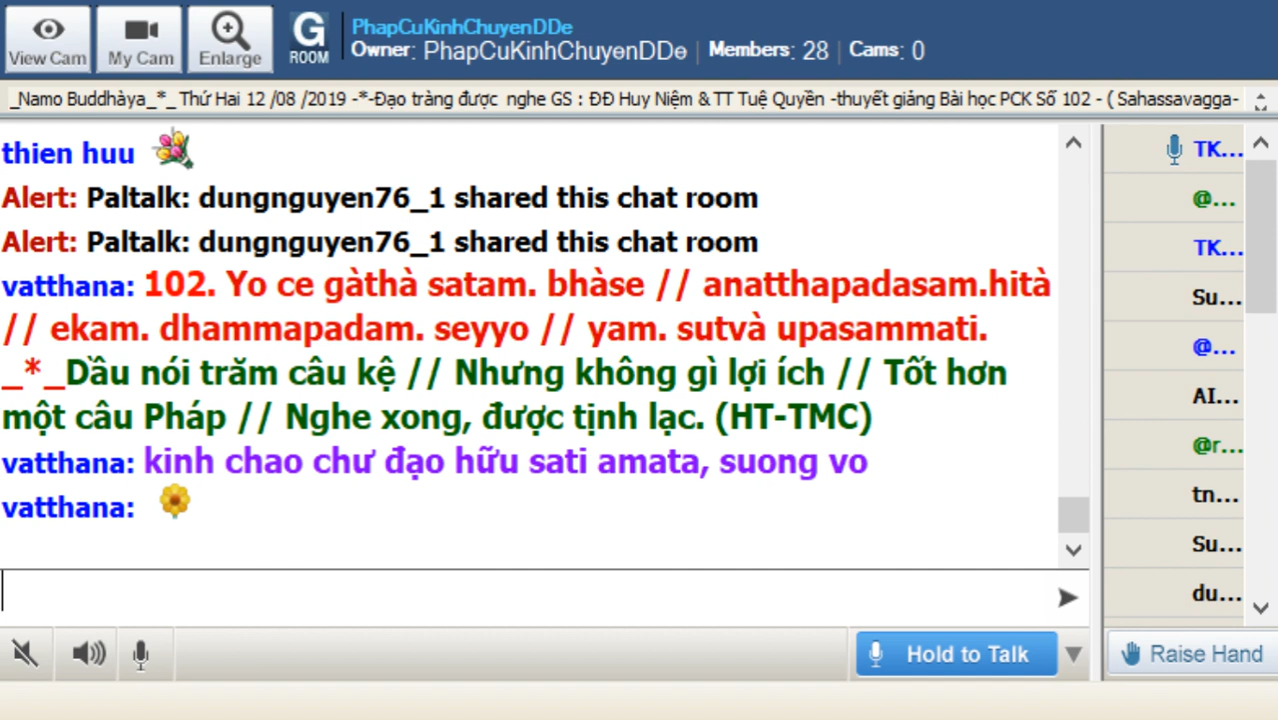 View Cam
My Cam
Enlarge
G ROOM
PhapCuKinhChuyenDDe
Owner: PhapCuKinhChuyenDDe | Members: 28 | Cams: 0
_Namo Buddhàya_*_ Thứ Hai 12 /08 /2019 -*-Đạo tràng được nghe GS : ĐĐ Huy Niệm & TT Tuệ Quyền -thuyết giảng Bài học PCK Số 102 - ( Sahassavagga-
thien huu
Alert: Paltalk: dungnguyen76_1 shared this chat room
Alert: Paltalk: dungnguyen76_1 shared this chat room
vatthana: 102. Yo ce gàthà satam. bhàse // anatthapadasam.hità
// ekam. dhammapadam. seyyo // yam. sutvà upasammati.
_*_Dầu nói trăm câu kệ // Nhưng không gì lợi ích // Tốt hơn
một câu Pháp // Nghe xong, được tịnh lạc. (HT-TMC)
vatthana: kinh chao chư đạo hữu sati amata, suong vo
vatthana:
TK...
@...
TK...
Su...
@...
AI...
@r...
tn...
Su...
du...
Hold to Talk
Raise Hand